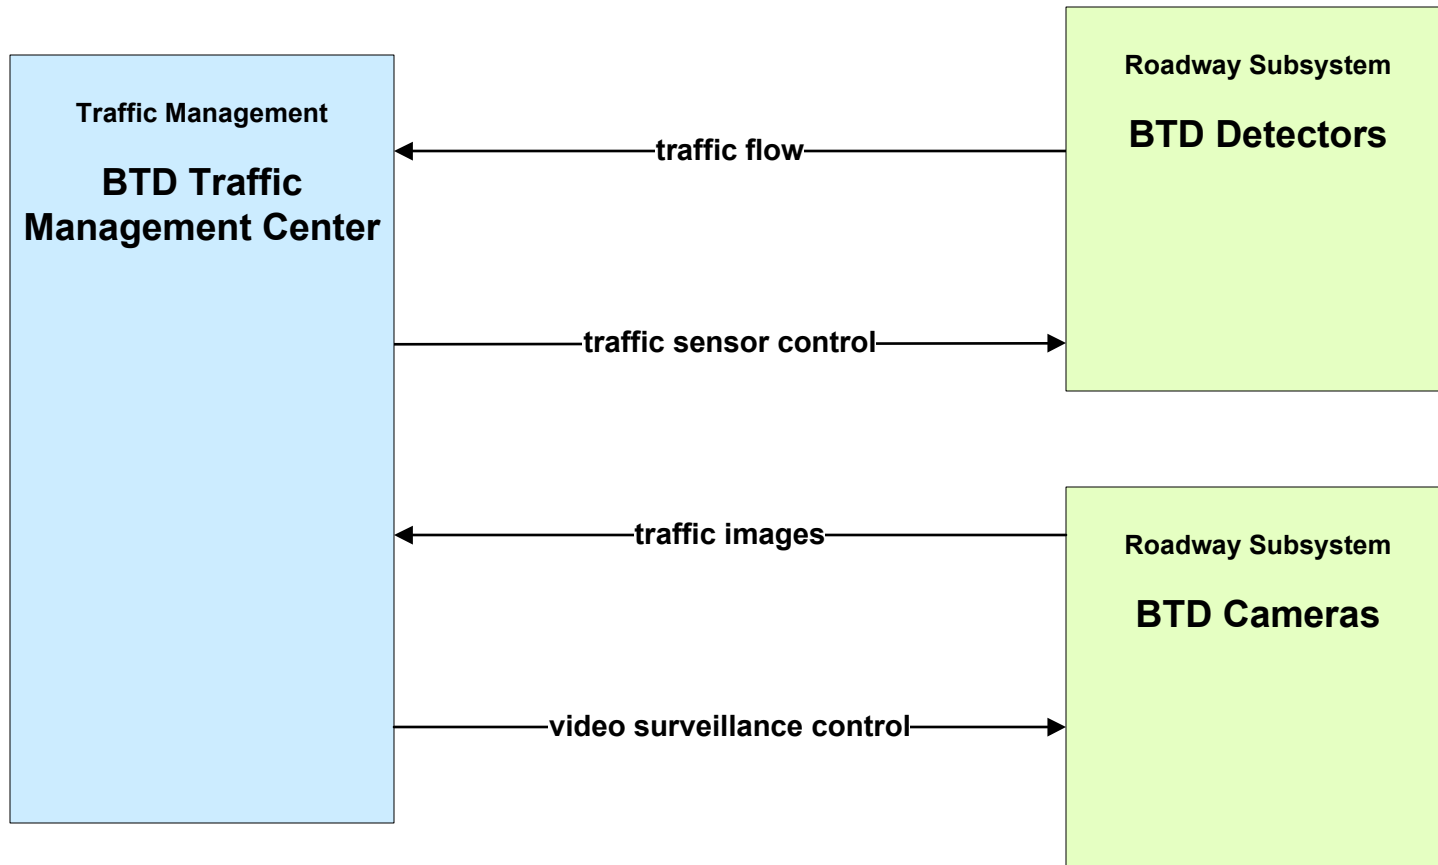 Traffic Management
BTD Traffic
Management Center
traffic flow
traffic sensor control
traffic images
video surveillance control
Roadway Subsystem
BTD Detectors
Roadway Subsystem
BTD Cameras